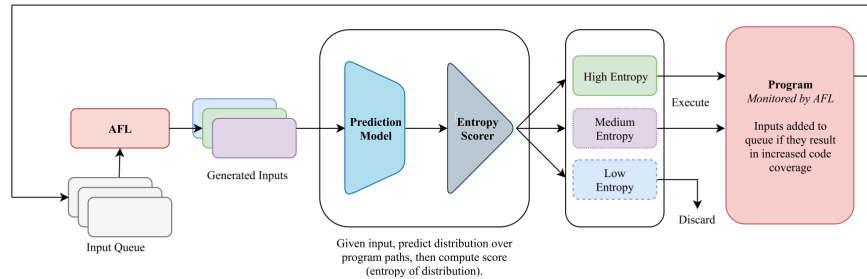 AFL
Input Queue
Generated Inputs
Prediction
Model
Entropy
Scorer
Given input, predict distribution over
program paths, then compute score
(entropy of distribution).
High Entropy
Medium
Entropy
Low
Entropy
Execute
Discard
Program
Monitored by AFL
Inputs added to
queue if they result
in increased code
coverage